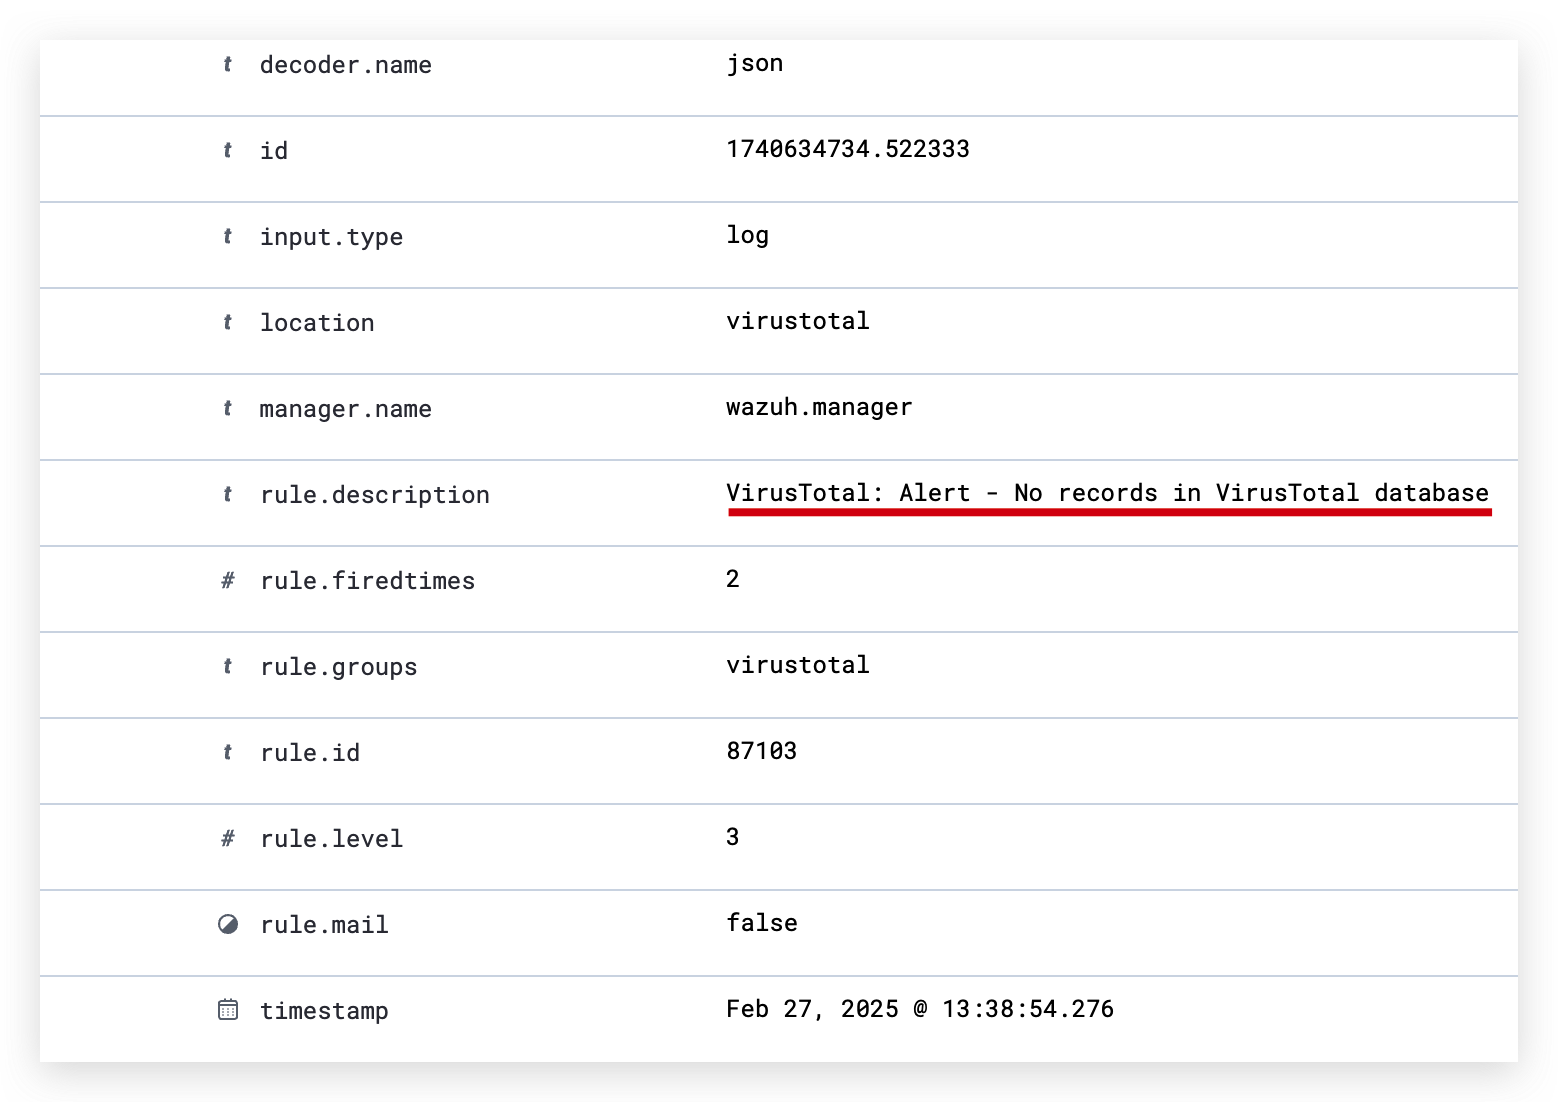 t decoder.name json
t id 1740634734.522333
t input.type log
t location virustotal
t manager.name wazuh.manager
t rule.description VirusTotal: Alert - No records in VirusTotal database
# rule.firedtimes 2
t rule.groups virustotal
t rule.id 87103
# rule.level 3
rule.mail false
timestamp Feb 27, 2025 @ 13:38:54.276